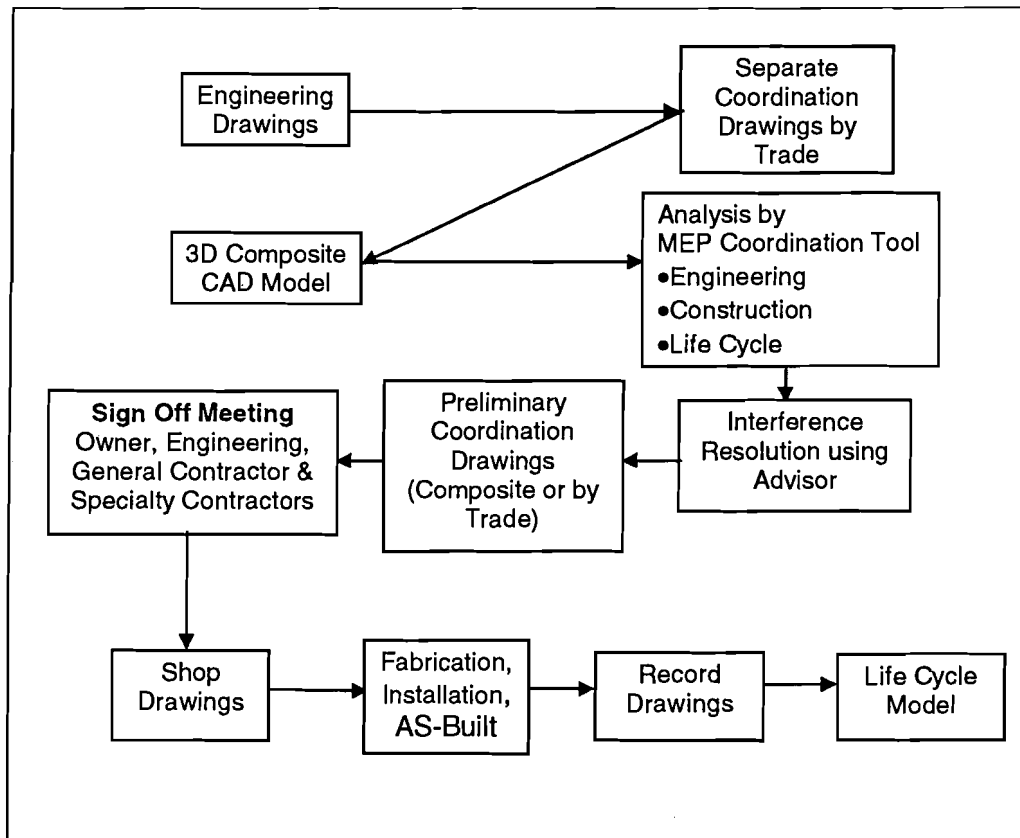 Engineering
Drawings
Separate
Coordination
Drawings by
Trade
3D Composite
CAD Model
Analysis by
MEP Coordination Tool
•Engineering
•Construction
•Life Cycle
Interference
Resolution using
Advisor
Preliminary
Coordination
Drawings
(Composite or by
Trade)
Sign Off Meeting
Owner, Engineering,
General Contractor &
Specialty Contractors
Shop
Drawings
Fabrication,
Installation,
AS-Built
Record
Drawings
Life Cycle
Model